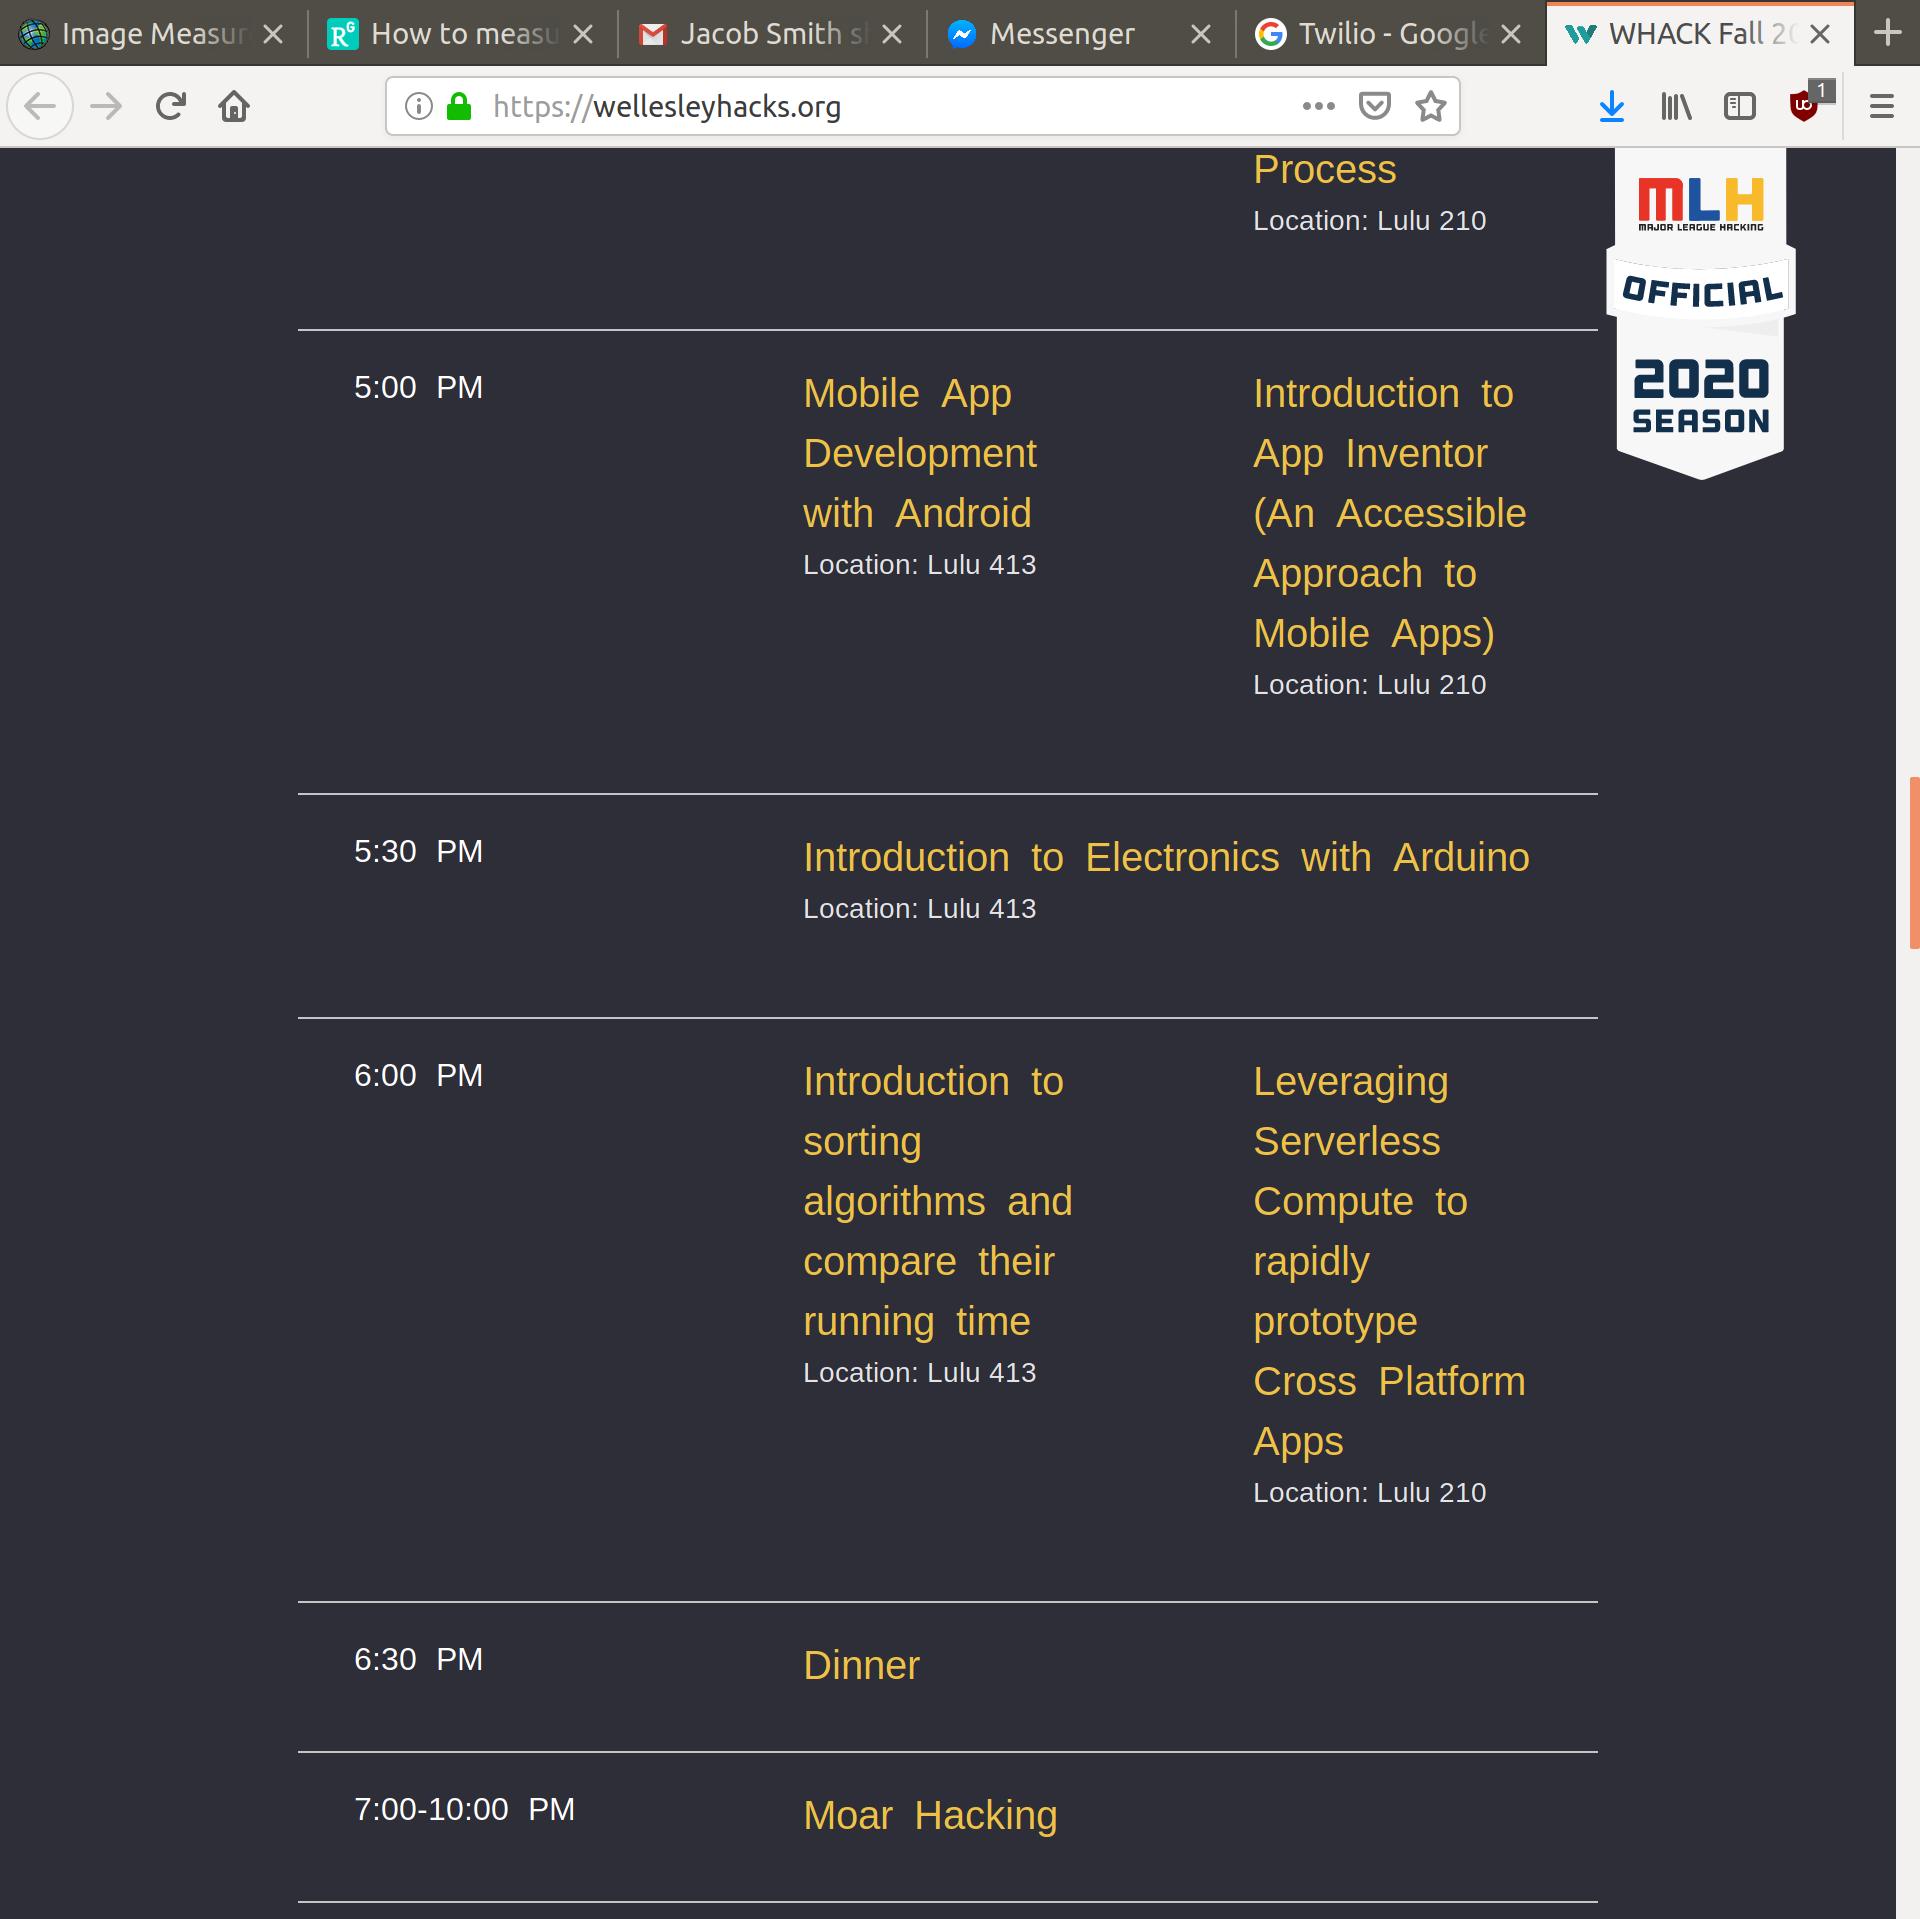 Image Measur
How to measu
Jacob Smith sl
Messenger
Twilio - Google
WHACK Fall 20
https://wellesleyhacks.org
1
Process
Location: Lulu 210
MLH
MAJOR LEAGUE HACKING
OFFICIAL
2020
SEASON
5:00 PM
Mobile App
Development
with Android
Location: Lulu 413
Introduction to
App Inventor
(An Accessible
Approach to
Mobile Apps)
Location: Lulu 210
5:30 PM
Introduction to Electronics with Arduino
Location: Lulu 413
6:00 PM
Introduction to
sorting
algorithms and
compare their
running time
Location: Lulu 413
Leveraging
Serverless
Compute to
rapidly
prototype
Cross Platform
Apps
Location: Lulu 210
6:30 PM
Dinner
7:00-10:00 PM
Moar Hacking